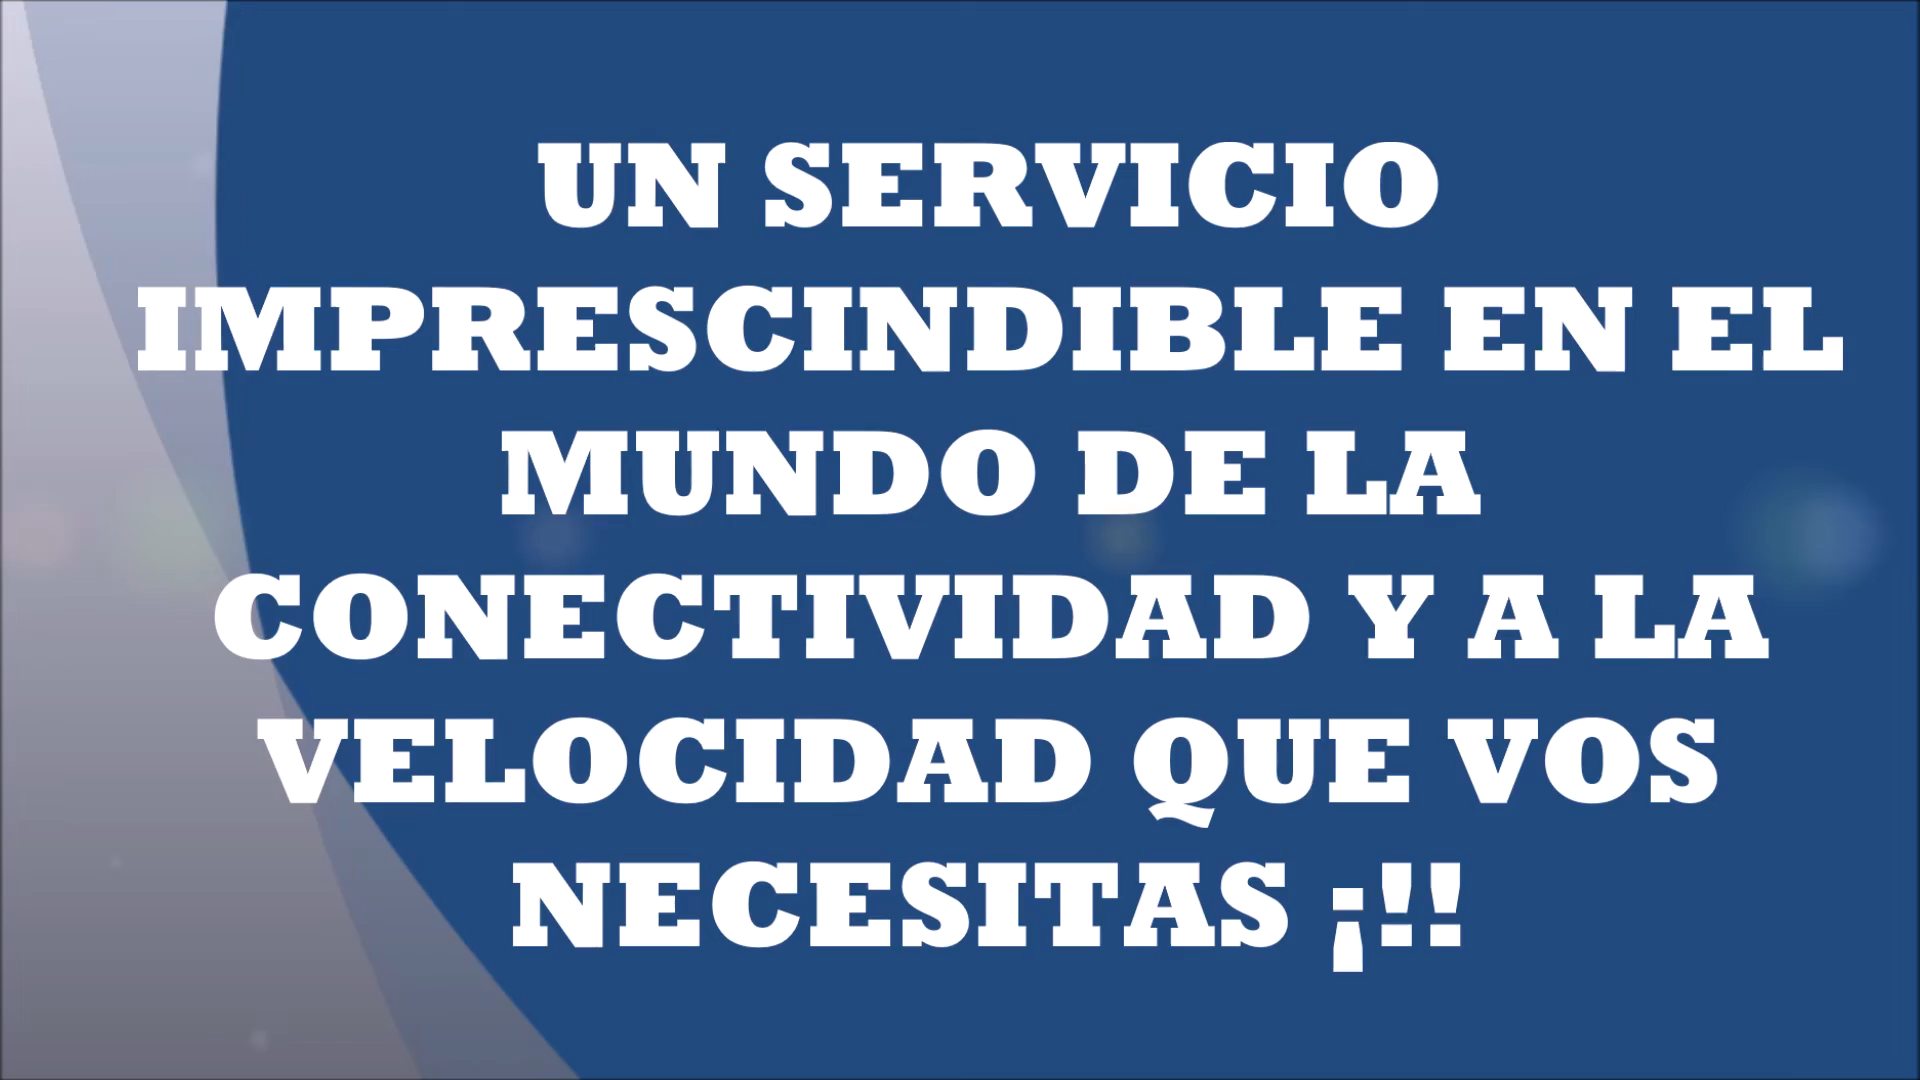 UN SERVICIO
IMPRESCINDIBLE EN EL
MUNDO DE LA
CONECTIVIDAD Y A LA
VELOCIDAD QUE VOS
NECESITAS ¡!!